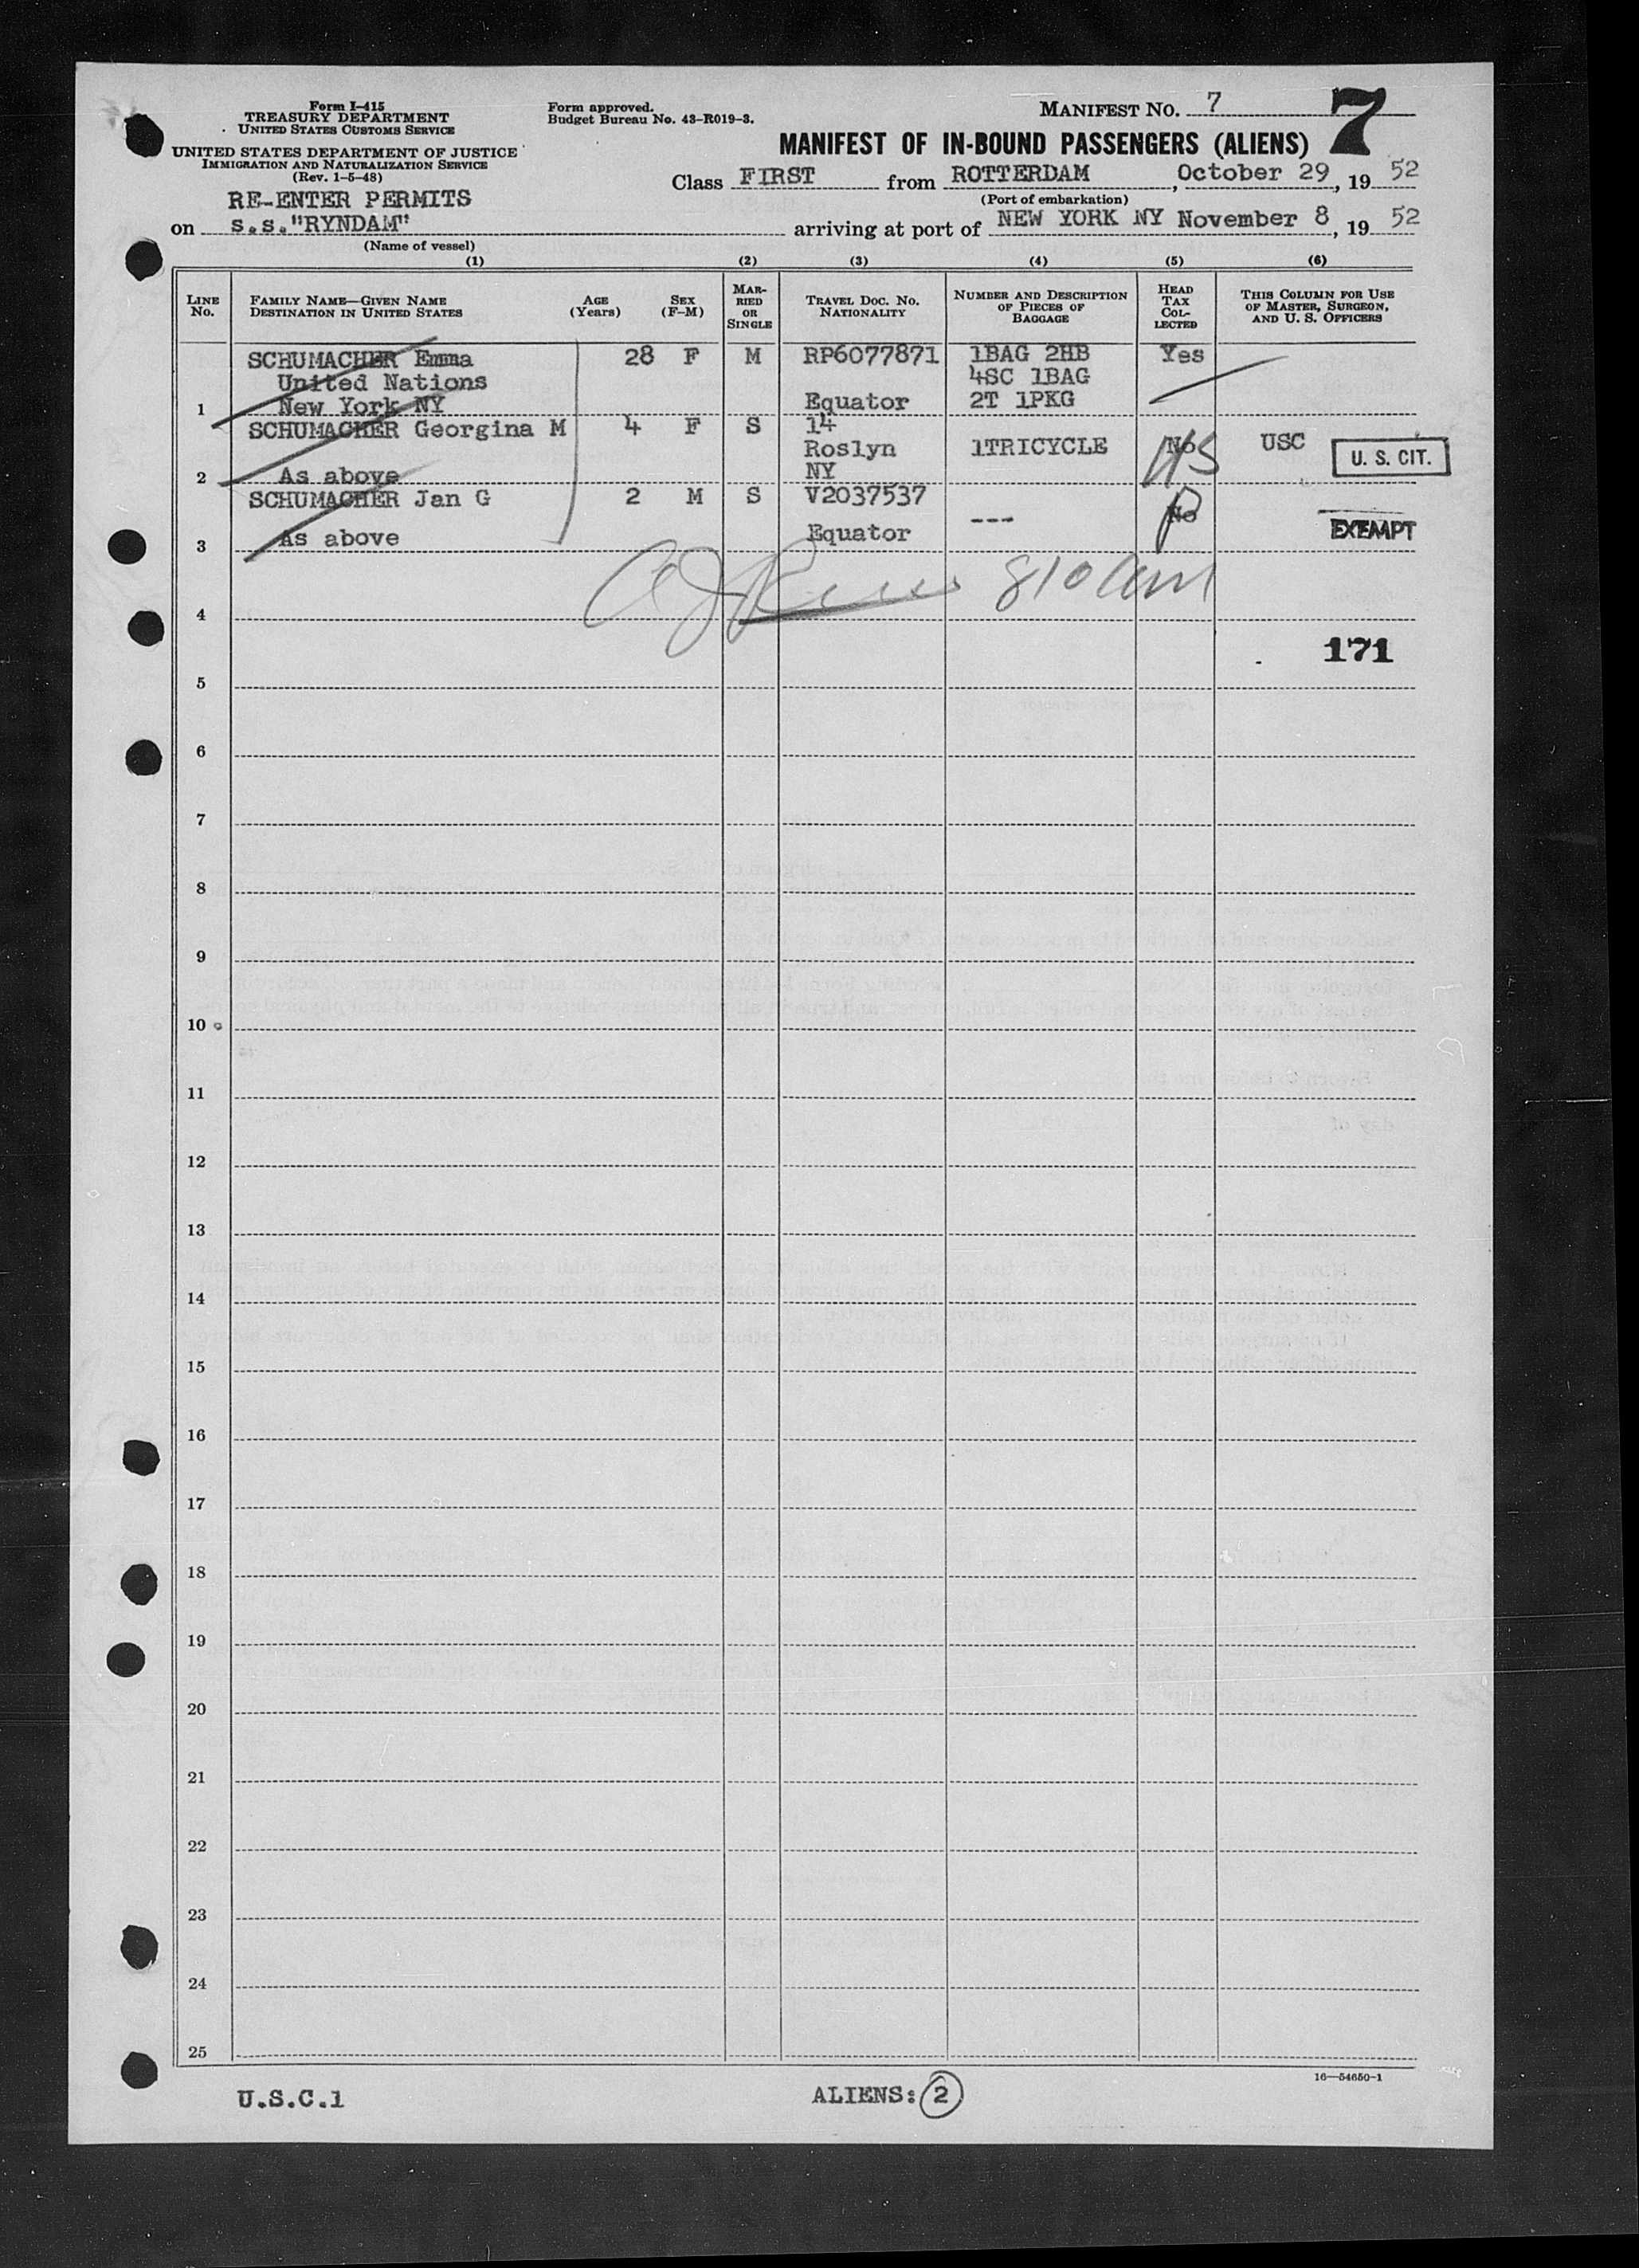 Form I-415
TREASURY DEPARTMENT
UNITED STATES CUSTOMS SERVICE
UNITED STATES DEPARTMENT OF JUSTICE
IMMIGRATION AND NATURALIZATION SERVICE
(Rev. 1-5-48)
RE-ENTER PERMITS
Form approved.
Budget Bureau No. 43-R019-3.
MANIFEST NO. 7
7
MANIFEST OF IN-BOUND PASSENGERS (ALIENS)
Class FIRST from ROTTERDAM, October 29, 19 52
(Port of embarkation)
on s.s."RYNDAM" arriving at port of NEW YORK NY November 8, 19 52
(Name of vessel)
(1) (2) (3) (4) (5) (6)
LINE No. FAMILY NAME—GIVEN NAME DESTINATION IN UNITED STATES AGE (Years) SEX (F-M) MARRIED OR SINGLE TRAVEL DOC. NO. NATIONALITY NUMBER AND DESCRIPTION OF PIECES OF BAGGAGE HEAD TAX COLLECTED THIS COLUMN FOR USE OF MASTER, SURGEON, AND U. S. OFFICERS
SCHUMACHER Emma 28 F M RP6077871 1BAG 2HB Yes
United Nations 4SC 1BAG
1 New York NY Equator 2T 1PKG
SCHUMACHER Georgina M 4 F S 14
Roslyn 1TRICYCLE No USC U. S. CIT.
2 As above NY
SCHUMACHER Jan G 2 M S V2037537
--- No
3 As above Equator EXEMPT
810 am
4
171
5
6
7
8
9
10
11
12
13
14
15
16
17
18
19
20
21
22
23
24
25
16—54650-1
U.S.C.1 ALIENS: 2